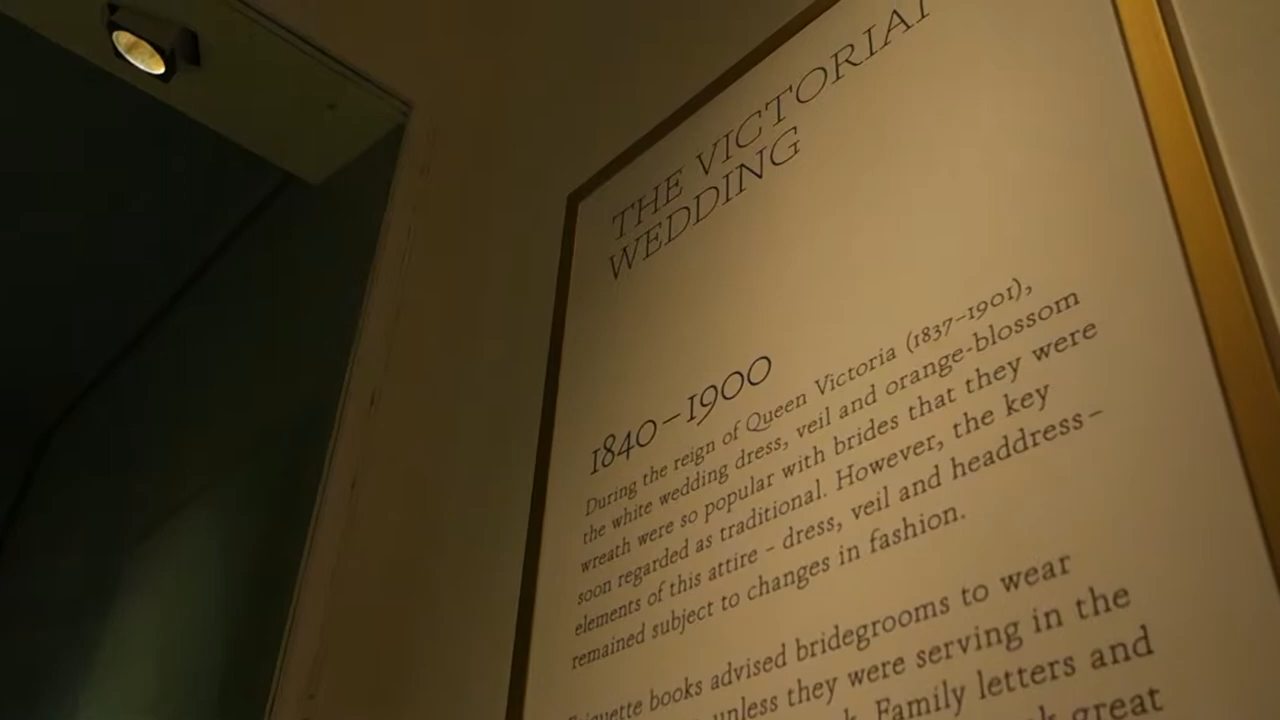 THE VICTORIAN
WEDDING
1840–1900
During the reign of Queen Victoria (1837–1901),
the white wedding dress, veil and orange-blossom
wreath were so popular with brides that they were
soon regarded as traditional. However, the key
elements of this attire – dress, veil and headdress –
remained subject to changes in fashion.
books advised bridegrooms to wear
unless they were serving in the
Family letters and
great